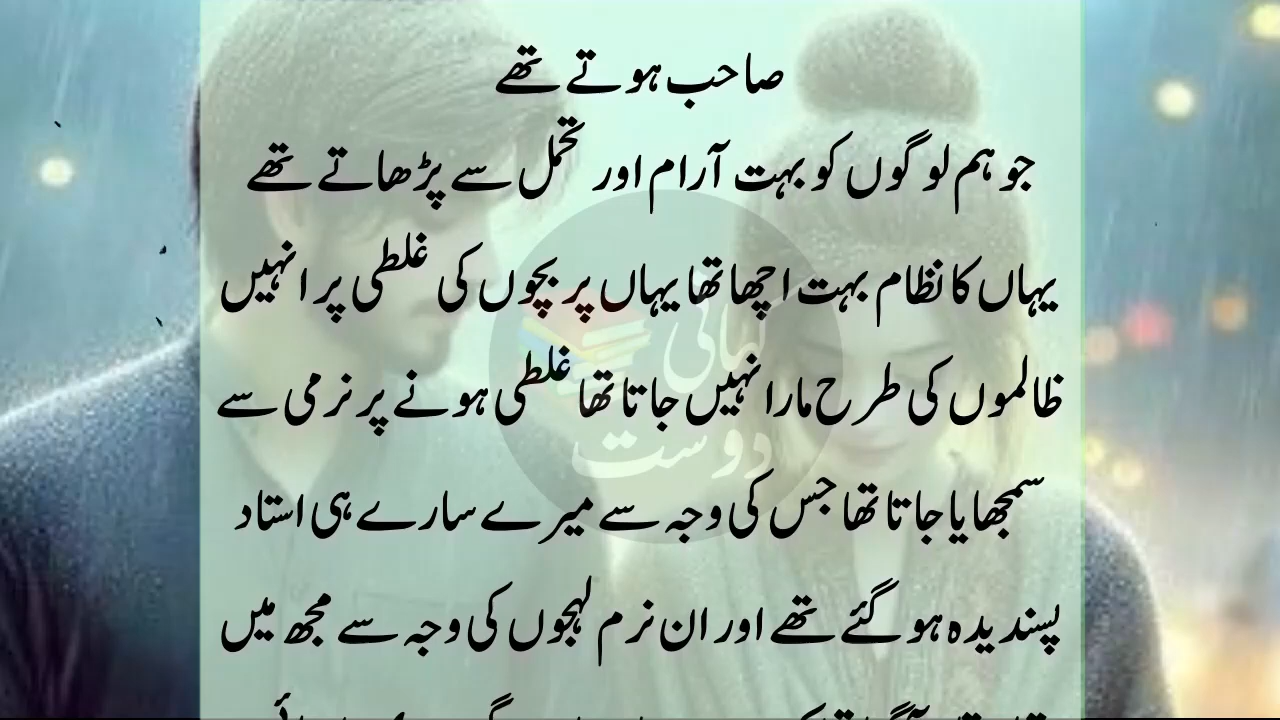 صاحب ہوتے تھے
جو ہم لوگوں کو بہت آرام اور تحمل سے پڑھاتے تھے
یہاں کا نظام بہت اچھا تھا یہاں پر بچوں کی غلطی پر انہیں
ظالموں کی طرح مارا نہیں جاتا تھا غلطی ہونے پر نرمی سے
سمجھایا جاتا تھا جس کی وجہ سے میرے سارے ہی استاد
پسندیدہ ہو گئے تھے اور ان نرم لہجوں کی وجہ سے مجھ میں
کہانی
دوست